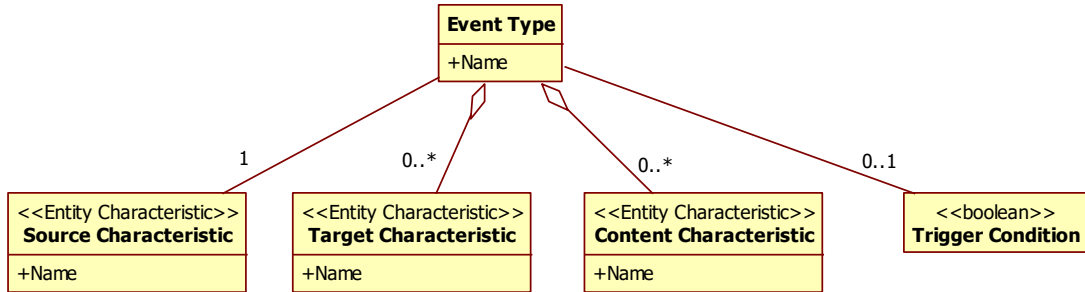 Event Type
+Name
1
0..*
0..*
0..1
<<Entity Characteristic>>
Source Characteristic
+Name
<<Entity Characteristic>>
Target Characteristic
+Name
<<Entity Characteristic>>
Content Characteristic
+Name
<<boolean>>
Trigger Condition